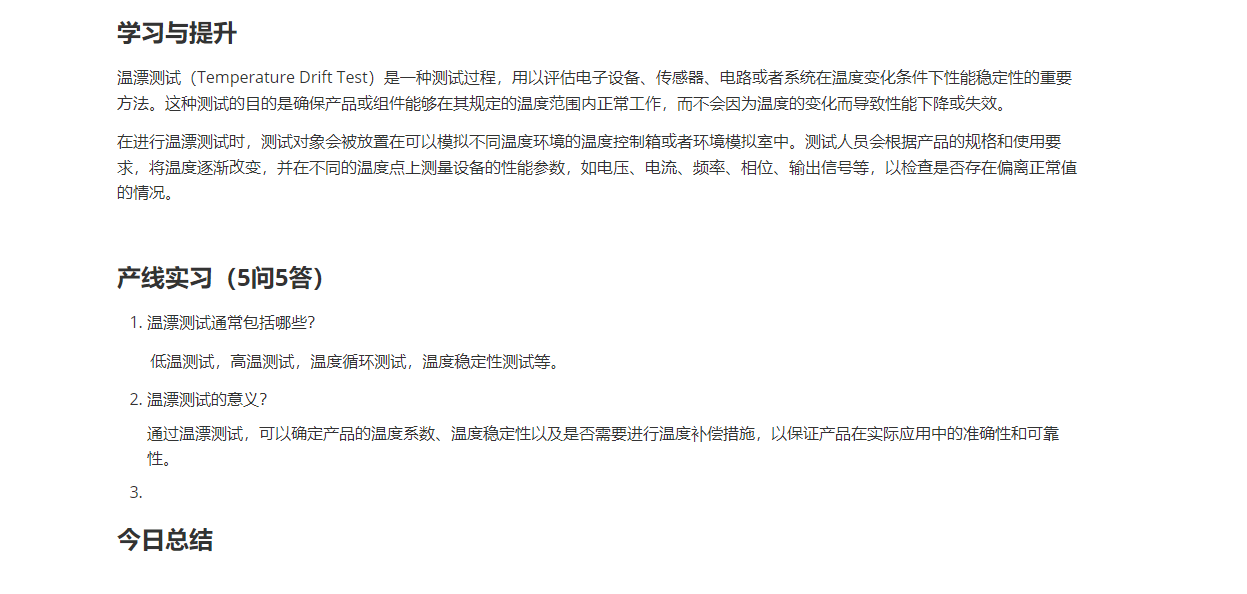 学习与提升
温漂测试（Temperature Drift Test）是一种测试过程，用以评估电子设备、传感器、电路或者系统在温度变化条件下性能稳定性的重要
方法。这种测试的目的是确保产品或组件能够在其规定的温度范围内正常工作，而不会因为温度的变化而导致性能下降或失效。
在进行温漂测试时，测试对象会被放置在可以模拟不同温度环境的温度控制箱或者环境模拟室中。测试人员会根据产品的规格和使用要
求，将温度逐渐改变，并在不同的温度点上测量设备的性能参数，如电压、电流、频率、相位、输出信号等，以检查是否存在偏离正常值
的情况。
产线实习（5问5答）
1. 温漂测试通常包括哪些?
低温测试，高温测试，温度循环测试，温度稳定性测试等。
2. 温漂测试的意义?
通过温漂测试，可以确定产品的温度系数、温度稳定性以及是否需要进行温度补偿措施，以保证产品在实际应用中的准确性和可靠
性。
3.
今日总结